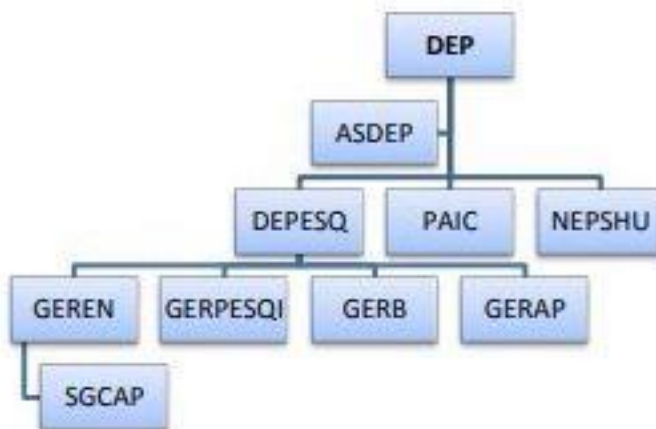 DEP
ASDEP
DEPESQ PAIC NEPSHU
GEREN GERPESQI GERB GERAP
SGCAP